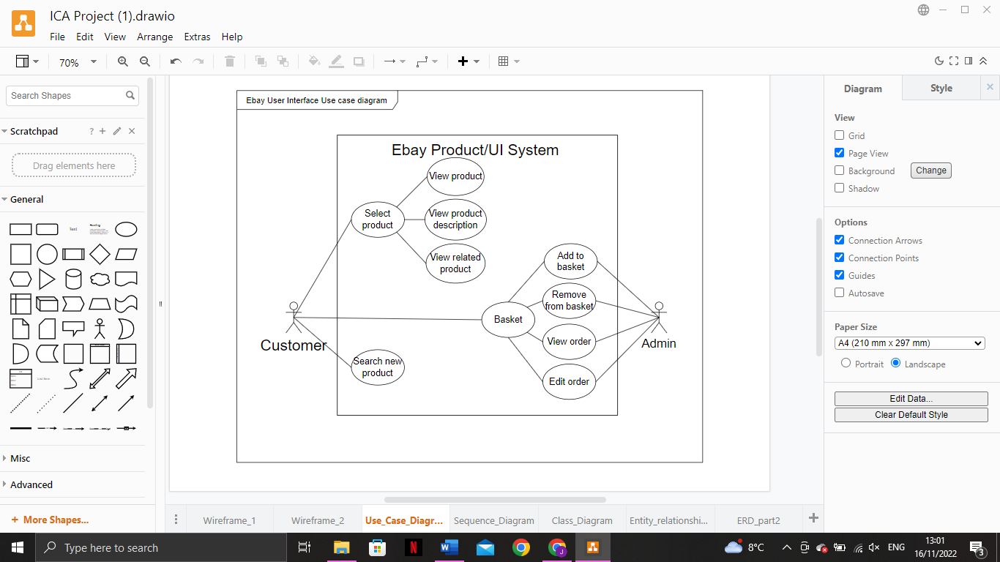 ICA Project (1).drawio
File Edit View Arrange Extras Help
70%
Search Shapes
Scratchpad
?
Drag elements here
General
Text
Heading
List Item
Misc
Advanced
+ More Shapes...
Ebay User Interface Use case diagram
Ebay Product/UI System
View product
Select
product
View product
description
View related
product
Add to
basket
Remove
from basket
Basket
View order
Edit order
Customer
Admin
Search new
product
Diagram Style
View
Grid
Page View
Background Change
Shadow
Options
Connection Arrows
Connection Points
Guides
Autosave
Paper Size
A4 (210 mm x 297 mm)
Portrait Landscape
Edit Data...
Clear Default Style
Wireframe_1 Wireframe_2 Use_Case_Diagr... Sequence_Diagram Class_Diagram Entity_relationshi... ERD_part2
Type here to search
8°C ENG
13:01
16/11/2022
3